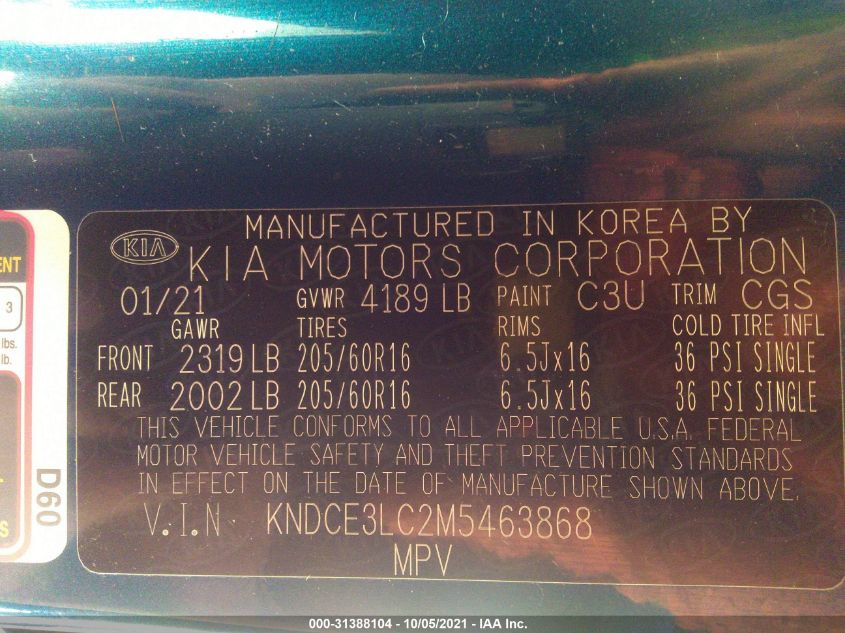 MANUFACTURED IN KOREA BY
KIA
KIA MOTORS CORPORATION
01/21 GVWR 4189 LB PAINT C3U TRIM CGS
GAWR TIRES RIMS COLD TIRE INFL
FRONT 2319 LB 205/60R16 6.5Jx16 36 PSI SINGLE
REAR 2002 LB 205/60R16 6.5Jx16 36 PSI SINGLE
THIS VEHICLE CONFORMS TO ALL APPLICABLE U.S.A. FEDERAL
MOTOR VEHICLE SAFETY AND THEFT PREVENTION STANDARDS
IN EFFECT ON THE DATE OF MANUFACTURE SHOWN ABOVE.
V.I.N KNDCE3LC2M5463868
MPV
ENT
3
lbs.
lb.
S
D60
000-31388104 - 10/05/2021 - IAA Inc.